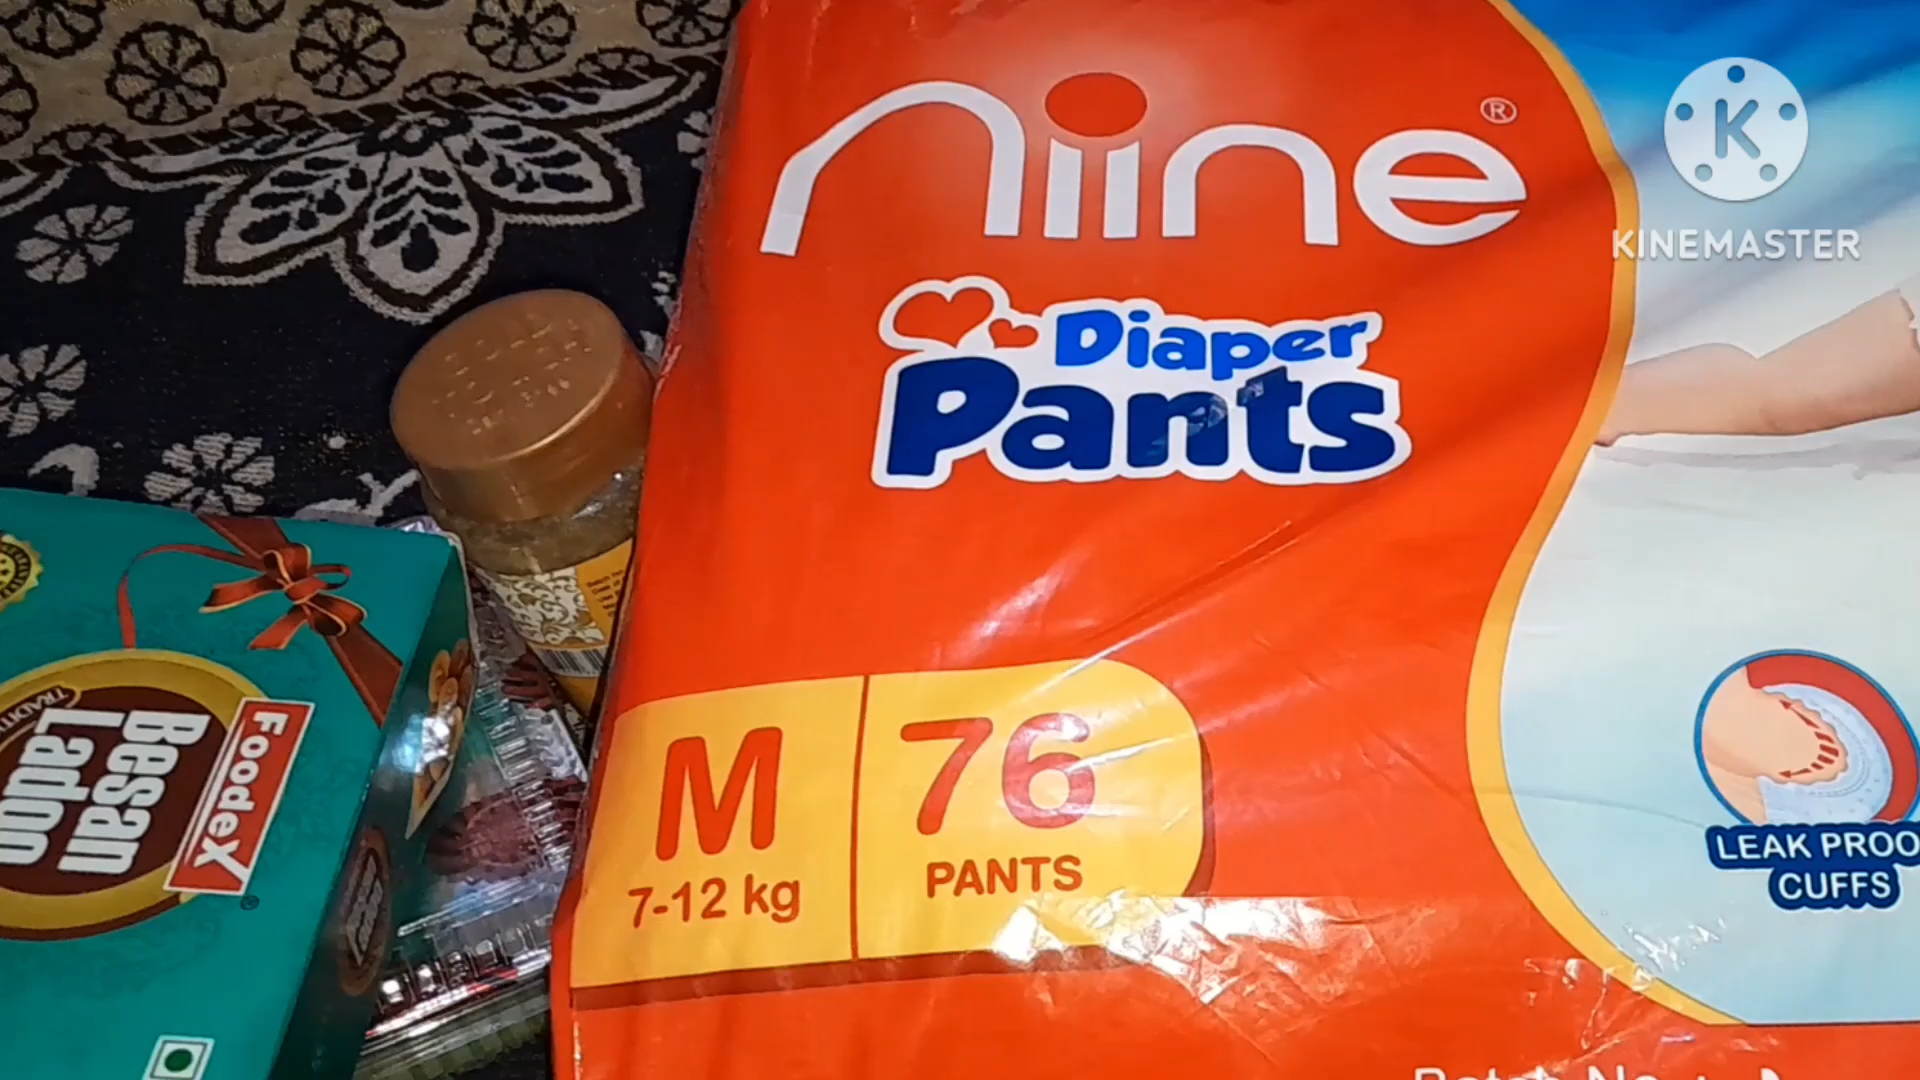 niine®
Diaper
Pants
M
7-12 kg
76
PANTS
LEAK PROO
CUFFS
K
KINEMASTER
FoodeX®
Besan
Ladoo